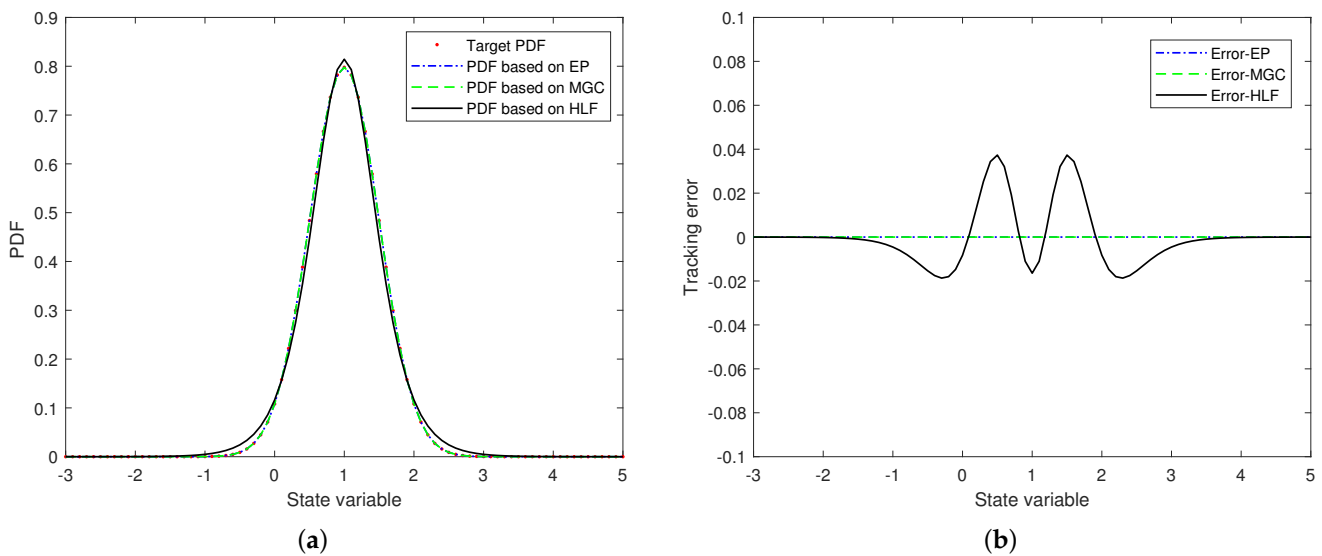 0.9
0.8
0.7
0.6
0.5
0.4
0.3
0.2
0.1
0
PDF
Target PDF
PDF based on EP
PDF based on MGC
PDF based on HLF
-3 -2 -1 0 1 2 3 4 5
State variable
(a)
0.1
0.08
0.06
0.04
0.02
0
-0.02
-0.04
-0.06
-0.08
-0.1
Tracking error
Error-EP
Error-MGC
Error-HLF
-3 -2 -1 0 1 2 3 4 5
State variable
(b)